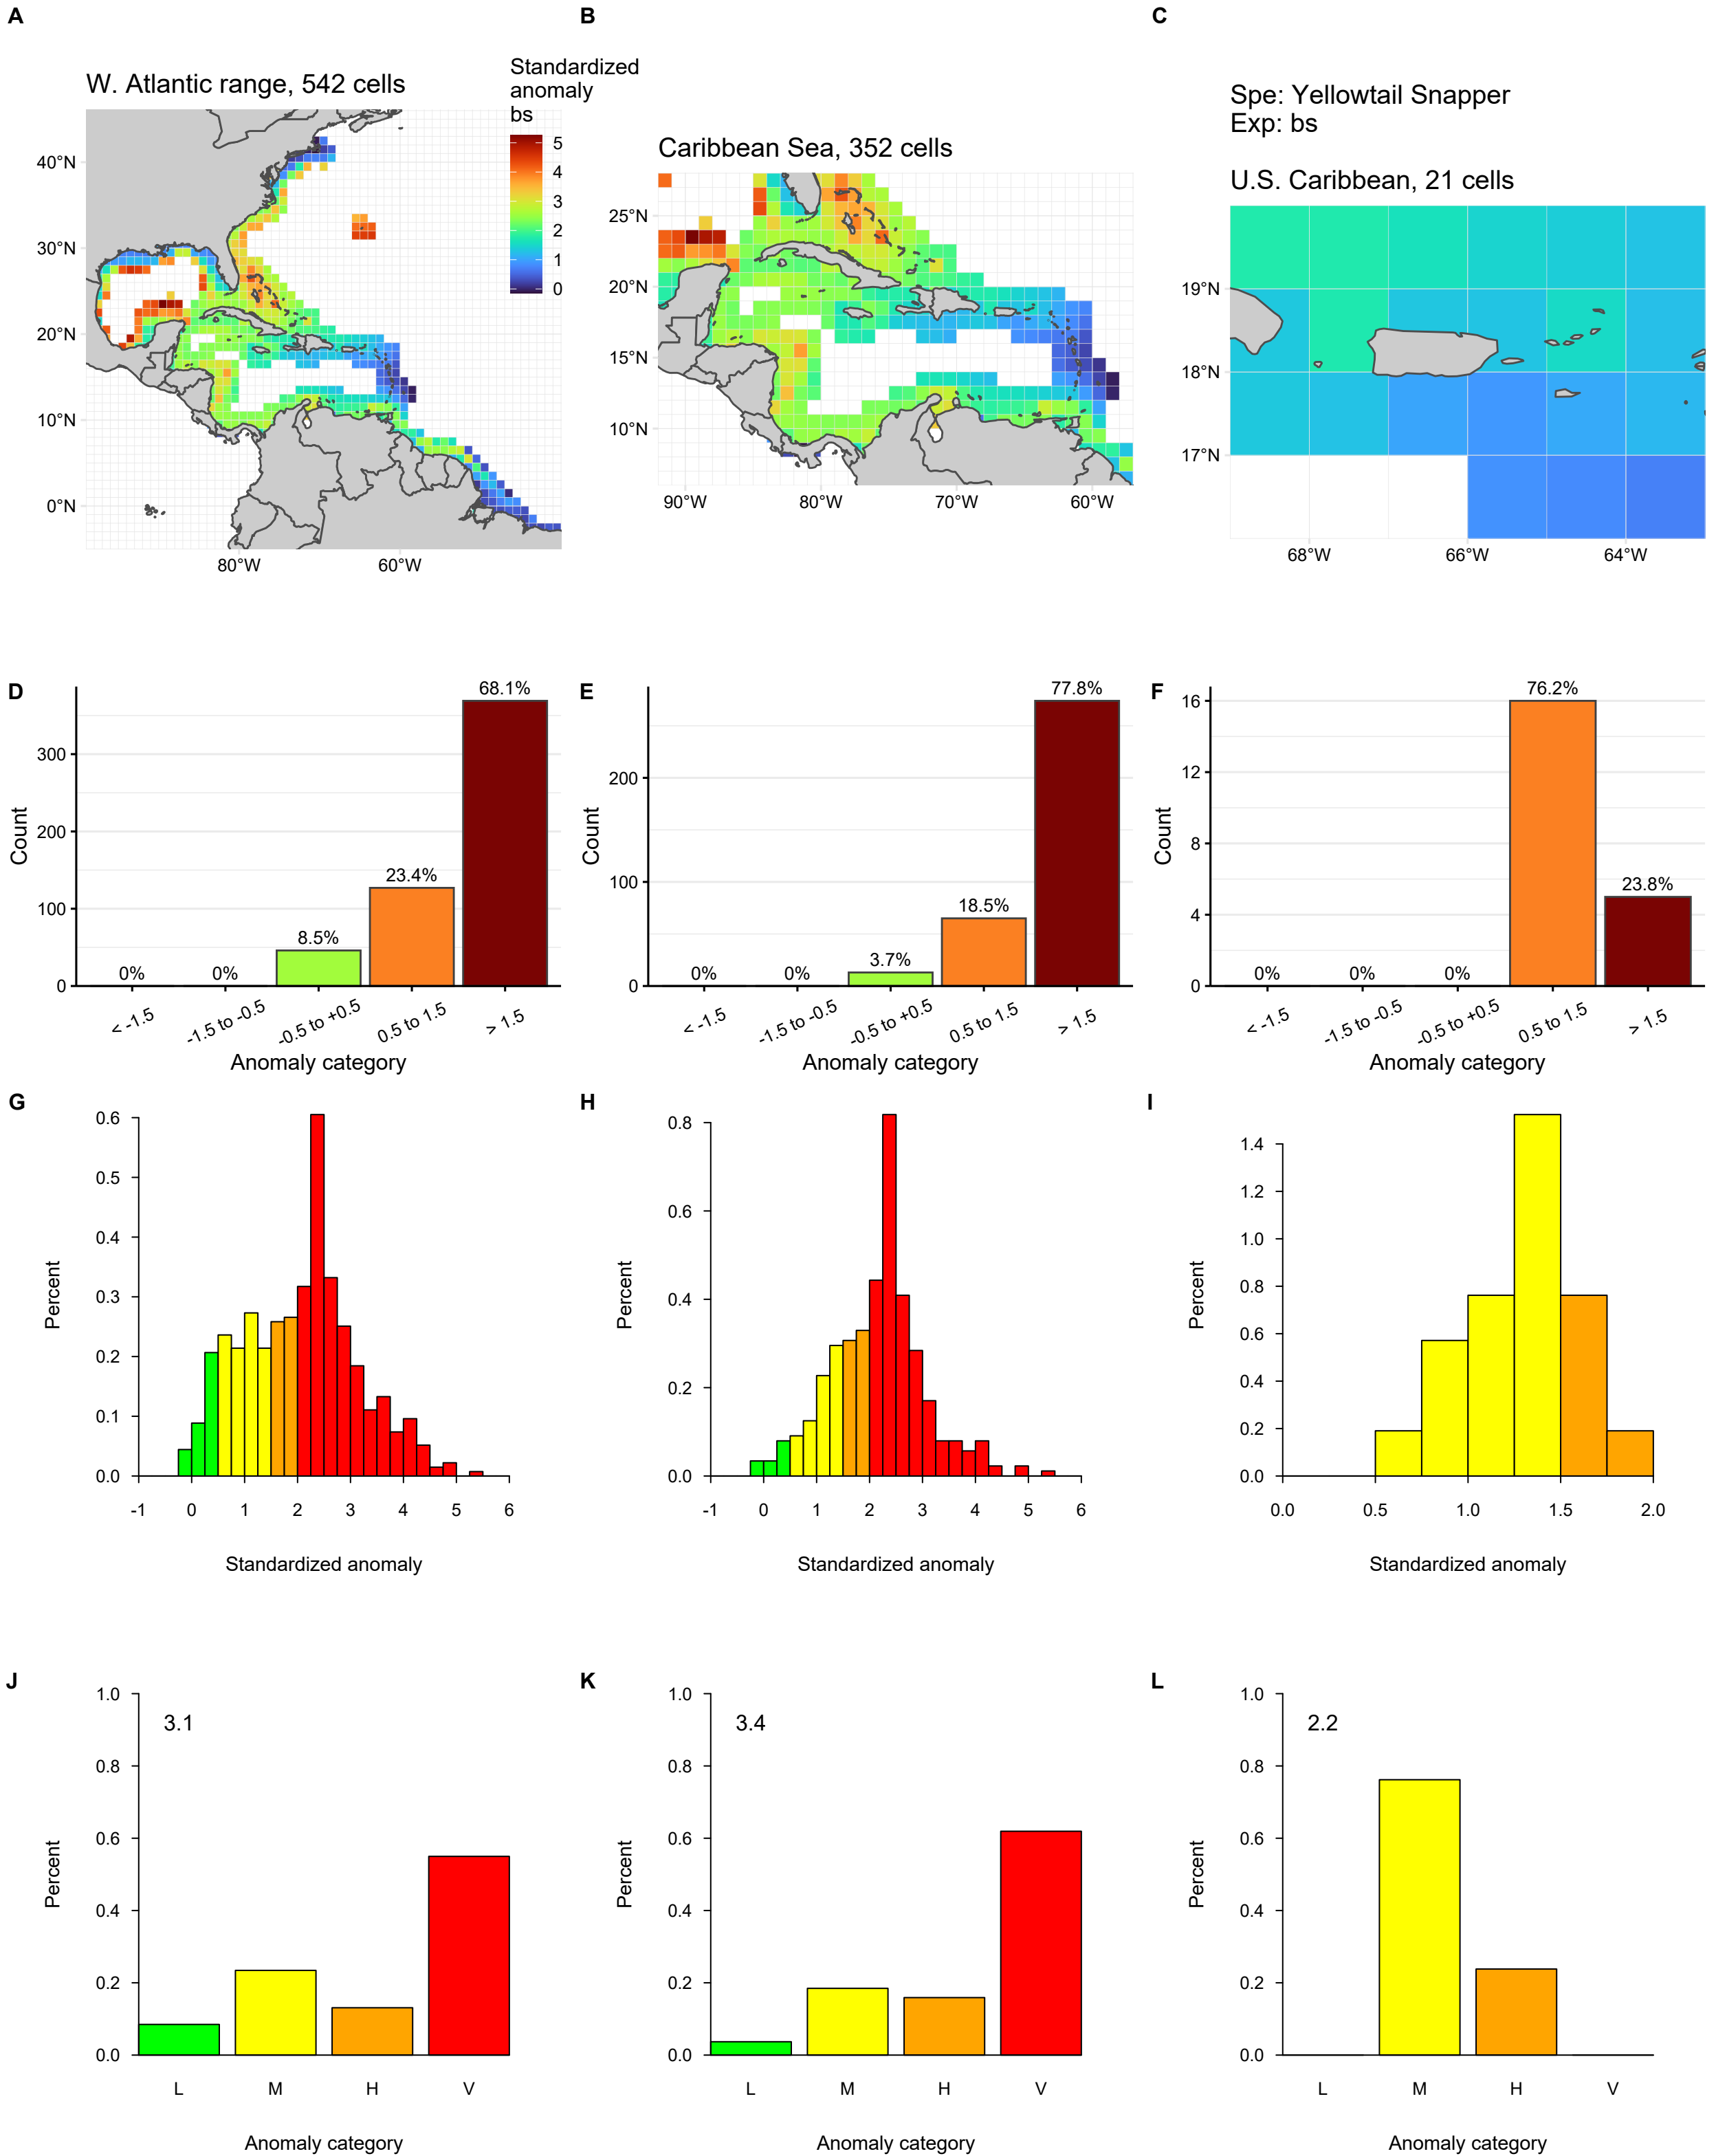 A
B
C
W. Atlantic range, 542 cells
Standardized
anomaly
bs
5
4
3
2
1
0
40°N
30°N
20°N
10°N
0°N
80°W
60°W
Caribbean Sea, 352 cells
25°N
20°N
15°N
10°N
90°W
80°W
70°W
60°W
Spe: Yellowtail Snapper
Exp: bs
U.S. Caribbean, 21 cells
19°N
18°N
17°N
68°W
66°W
64°W
D
Count
300
200
100
0
0%
0%
8.5%
23.4%
68.1%
< -1.5
-1.5 to -0.5
-0.5 to +0.5
0.5 to 1.5
> 1.5
Anomaly category
E
Count
200
100
0
0%
0%
3.7%
18.5%
77.8%
< -1.5
-1.5 to -0.5
-0.5 to +0.5
0.5 to 1.5
> 1.5
Anomaly category
F
Count
16
12
8
4
0
0%
0%
0%
76.2%
23.8%
< -1.5
-1.5 to -0.5
-0.5 to +0.5
0.5 to 1.5
> 1.5
Anomaly category
G
Percent
0.6
0.5
0.4
0.3
0.2
0.1
0.0
-1 0 1 2 3 4 5 6
Standardized anomaly
H
Percent
0.8
0.6
0.4
0.2
0.0
-1 0 1 2 3 4 5 6
Standardized anomaly
I
Percent
1.4
1.2
1.0
0.8
0.6
0.4
0.2
0.0
0.0 0.5 1.0 1.5 2.0
Standardized anomaly
J
Percent
1.0
0.8
0.6
0.4
0.2
0.0
3.1
L M H V
Anomaly category
K
Percent
1.0
0.8
0.6
0.4
0.2
0.0
3.4
L M H V
Anomaly category
L
Percent
1.0
0.8
0.6
0.4
0.2
0.0
2.2
L M H V
Anomaly category